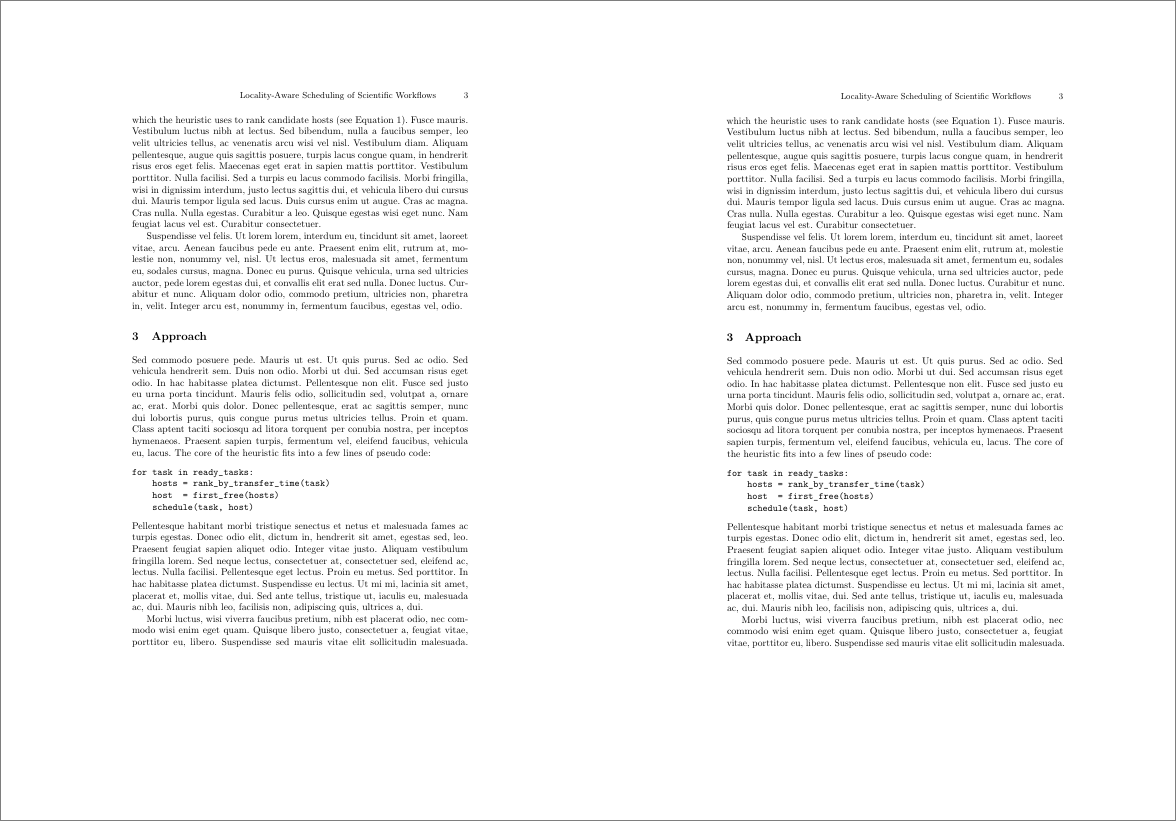 Locality-Aware Scheduling of Scientific Workflows 3
which the heuristic uses to rank candidate hosts (see Equation 1). Fusce mauris.
Vestibulum luctus nibh at lectus. Sed bibendum, nulla a faucibus semper, leo
velit ultricies tellus, ac venenatis arcu wisi vel nisl. Vestibulum diam. Aliquam
pellentesque, augue quis sagittis posuere, turpis lacus congue quam, in hendrerit
risus eros eget felis. Maecenas eget erat in sapien mattis porttitor. Vestibulum
porttitor. Nulla facilisi. Sed a turpis eu lacus commodo facilisis. Morbi fringilla,
wisi in dignissim interdum, justo lectus sagittis dui, et vehicula libero dui cursus
dui. Mauris tempor ligula sed lacus. Duis cursus enim ut augue. Cras ac magna.
Cras nulla. Nulla egestas. Curabitur a leo. Quisque egestas wisi eget nunc. Nam
feugiat lacus vel est. Curabitur consectetuer.
Suspendisse vel felis. Ut lorem lorem, interdum eu, tincidunt sit amet, laoreet
vitae, arcu. Aenean faucibus pede eu ante. Praesent enim elit, rutrum at, mo-
lestie non, nonummy vel, nisl. Ut lectus eros, malesuada sit amet, fermentum
eu, sodales cursus, magna. Donec eu purus. Quisque vehicula, urna sed ultricies
auctor, pede lorem egestas dui, et convallis elit erat sed nulla. Donec luctus. Cur-
abitur et nunc. Aliquam dolor odio, commodo pretium, ultricies non, pharetra
in, velit. Integer arcu est, nonummy in, fermentum faucibus, egestas vel, odio.
3 Approach
Sed commodo posuere pede. Mauris ut est. Ut quis purus. Sed ac odio. Sed
vehicula hendrerit sem. Duis non odio. Morbi ut dui. Sed accumsan risus eget
odio. In hac habitasse platea dictumst. Pellentesque non elit. Fusce sed justo
eu urna porta tincidunt. Mauris felis odio, sollicitudin sed, volutpat a, ornare
ac, erat. Morbi quis dolor. Donec pellentesque, erat ac sagittis semper, nunc
dui lobortis purus, quis congue purus metus ultricies tellus. Proin et quam.
Class aptent taciti sociosqu ad litora torquent per conubia nostra, per inceptos
hymenaeos. Praesent sapien turpis, fermentum vel, eleifend faucibus, vehicula
eu, lacus. The core of the heuristic fits into a few lines of pseudo code:
for task in ready_tasks:
    hosts = rank_by_transfer_time(task)
    host  = first_free(hosts)
    schedule(task, host)
Pellentesque habitant morbi tristique senectus et netus et malesuada fames ac
turpis egestas. Donec odio elit, dictum in, hendrerit sit amet, egestas sed, leo.
Praesent feugiat sapien aliquet odio. Integer vitae justo. Aliquam vestibulum
fringilla lorem. Sed neque lectus, consectetuer at, consectetuer sed, eleifend ac,
lectus. Nulla facilisi. Pellentesque eget lectus. Proin eu metus. Sed porttitor. In
hac habitasse platea dictumst. Suspendisse eu lectus. Ut mi mi, lacinia sit amet,
placerat et, mollis vitae, dui. Sed ante tellus, tristique ut, iaculis eu, malesuada
ac, dui. Mauris nibh leo, facilisis non, adipiscing quis, ultrices a, dui.
Morbi luctus, wisi viverra faucibus pretium, nibh est placerat odio, nec com-
modo wisi enim eget quam. Quisque libero justo, consectetuer a, feugiat vitae,
porttitor eu, libero. Suspendisse sed mauris vitae elit sollicitudin malesuada.
Locality-Aware Scheduling of Scientific Workflows 3
which the heuristic uses to rank candidate hosts (see Equation 1). Fusce mauris.
Vestibulum luctus nibh at lectus. Sed bibendum, nulla a faucibus semper, leo
velit ultricies tellus, ac venenatis arcu wisi vel nisl. Vestibulum diam. Aliquam
pellentesque, augue quis sagittis posuere, turpis lacus congue quam, in hendrerit
risus eros eget felis. Maecenas eget erat in sapien mattis porttitor. Vestibulum
porttitor. Nulla facilisi. Sed a turpis eu lacus commodo facilisis. Morbi fringilla,
wisi in dignissim interdum, justo lectus sagittis dui, et vehicula libero dui cursus
dui. Mauris tempor ligula sed lacus. Duis cursus enim ut augue. Cras ac magna.
Cras nulla. Nulla egestas. Curabitur a leo. Quisque egestas wisi eget nunc. Nam
feugiat lacus vel est. Curabitur consectetuer.
Suspendisse vel felis. Ut lorem lorem, interdum eu, tincidunt sit amet, laoreet
vitae, arcu. Aenean faucibus pede eu ante. Praesent enim elit, rutrum at, molestie
non, nonummy vel, nisl. Ut lectus eros, malesuada sit amet, fermentum eu, sodales
cursus, magna. Donec eu purus. Quisque vehicula, urna sed ultricies auctor, pede
lorem egestas dui, et convallis elit erat sed nulla. Donec luctus. Curabitur et nunc.
Aliquam dolor odio, commodo pretium, ultricies non, pharetra in, velit. Integer
arcu est, nonummy in, fermentum faucibus, egestas vel, odio.
3 Approach
Sed commodo posuere pede. Mauris ut est. Ut quis purus. Sed ac odio. Sed
vehicula hendrerit sem. Duis non odio. Morbi ut dui. Sed accumsan risus eget
odio. In hac habitasse platea dictumst. Pellentesque non elit. Fusce sed justo eu
urna porta tincidunt. Mauris felis odio, sollicitudin sed, volutpat a, ornare ac, erat.
Morbi quis dolor. Donec pellentesque, erat ac sagittis semper, nunc dui lobortis
purus, quis congue purus metus ultricies tellus. Proin et quam. Class aptent taciti
sociosqu ad litora torquent per conubia nostra, per inceptos hymenaeos. Praesent
sapien turpis, fermentum vel, eleifend faucibus, vehicula eu, lacus. The core of
the heuristic fits into a few lines of pseudo code:
for task in ready_tasks:
    hosts = rank_by_transfer_time(task)
    host  = first_free(hosts)
    schedule(task, host)
Pellentesque habitant morbi tristique senectus et netus et malesuada fames ac
turpis egestas. Donec odio elit, dictum in, hendrerit sit amet, egestas sed, leo.
Praesent feugiat sapien aliquet odio. Integer vitae justo. Aliquam vestibulum
fringilla lorem. Sed neque lectus, consectetuer at, consectetuer sed, eleifend ac,
lectus. Nulla facilisi. Pellentesque eget lectus. Proin eu metus. Sed porttitor. In
hac habitasse platea dictumst. Suspendisse eu lectus. Ut mi mi, lacinia sit amet,
placerat et, mollis vitae, dui. Sed ante tellus, tristique ut, iaculis eu, malesuada
ac, dui. Mauris nibh leo, facilisis non, adipiscing quis, ultrices a, dui.
Morbi luctus, wisi viverra faucibus pretium, nibh est placerat odio, nec
commodo wisi enim eget quam. Quisque libero justo, consectetuer a, feugiat
vitae, porttitor eu, libero. Suspendisse sed mauris vitae elit sollicitudin malesuada.